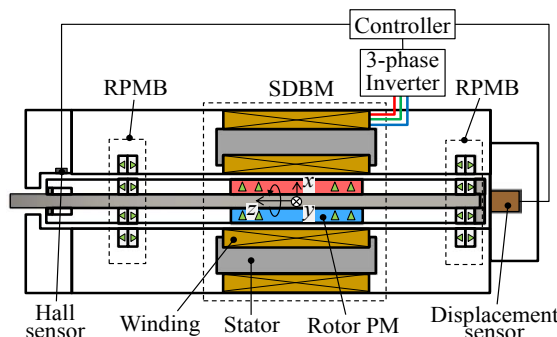 Controller
3-phase
Inverter
RPMB
SDBM
RPMB
x
z
y
Hall
sensor
Winding
Stator
Rotor PM
Displacement
sensor